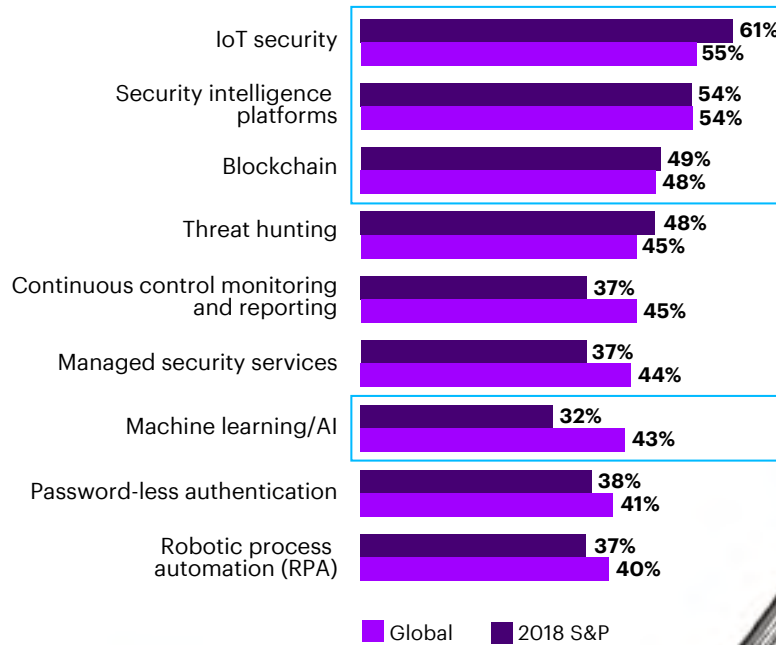 IoT security
61%
55%
Security intelligence
platforms
54%
54%
Blockchain
49%
48%
Threat hunting
48%
45%
Continuous control monitoring
and reporting
37%
45%
Managed security services
37%
44%
Machine learning/AI
32%
43%
Password-less authentication
38%
41%
Robotic process
automation (RPA)
37%
40%
Global
2018 S&P